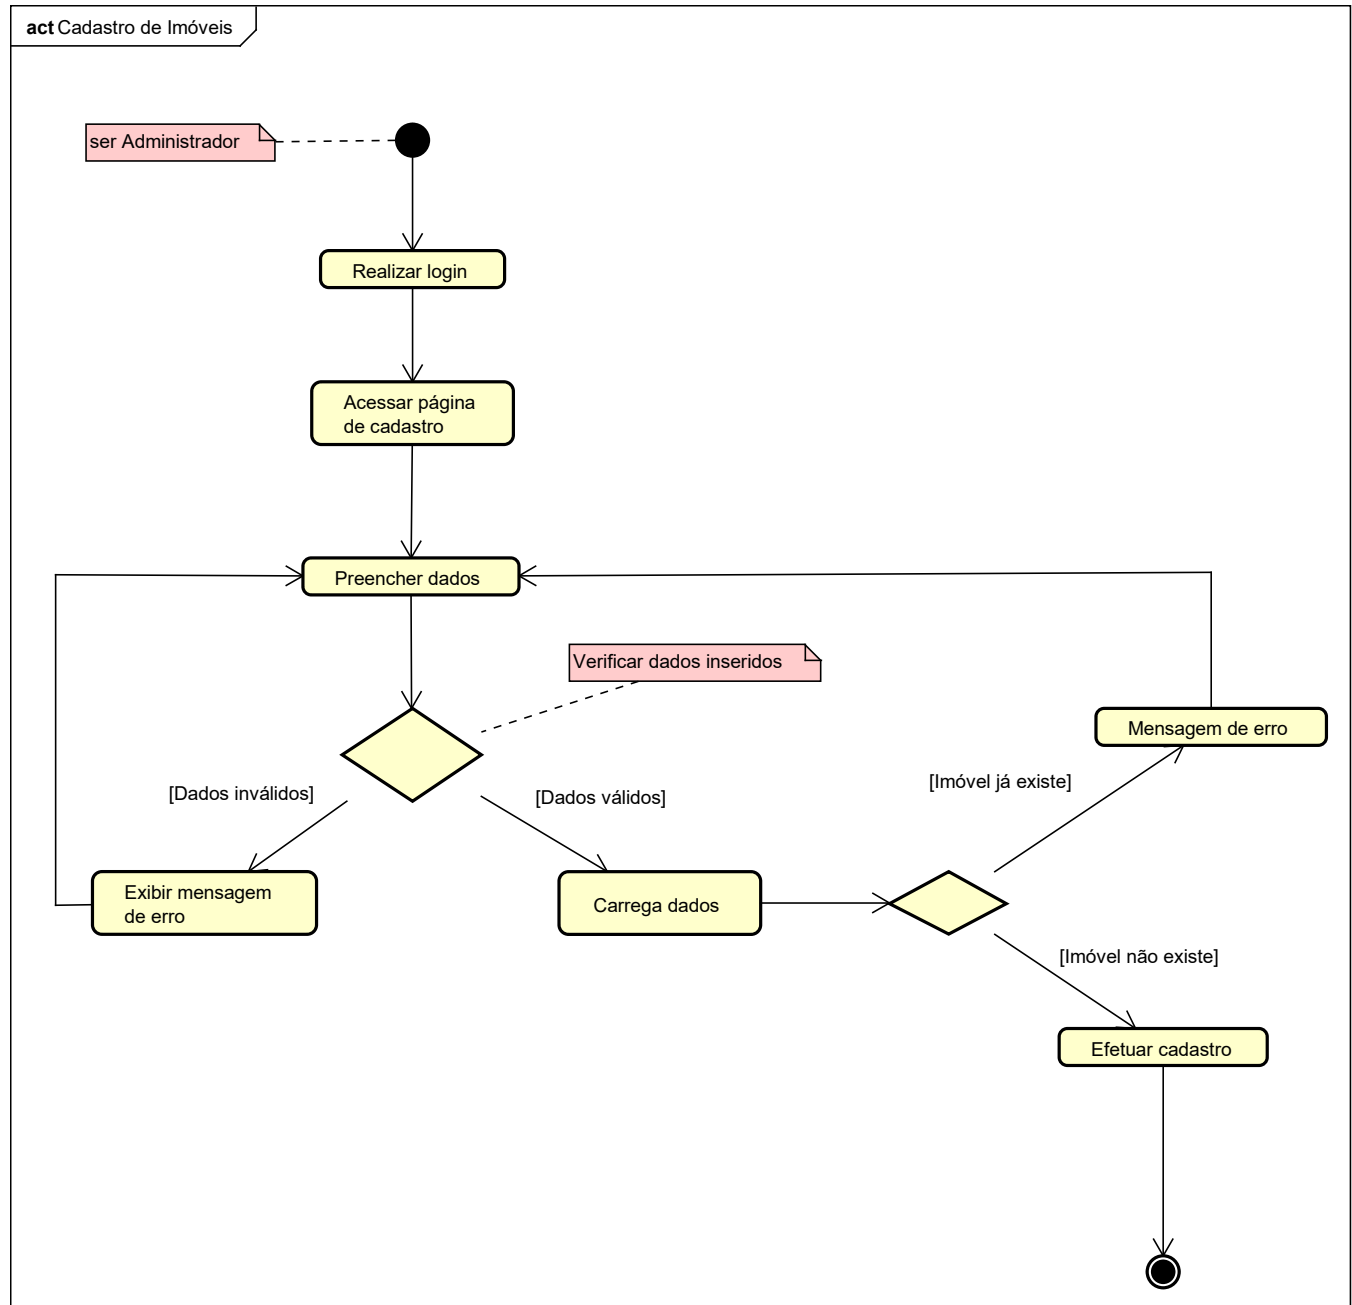 act Cadastro de Imóveis
ser Administrador
Realizar login
Acessar página
de cadastro
Preencher dados
Verificar dados inseridos
Mensagem de erro
[Imóvel já existe]
[Dados inválidos]
[Dados válidos]
Exibir mensagem
de erro
Carrega dados
[Imóvel não existe]
Efetuar cadastro